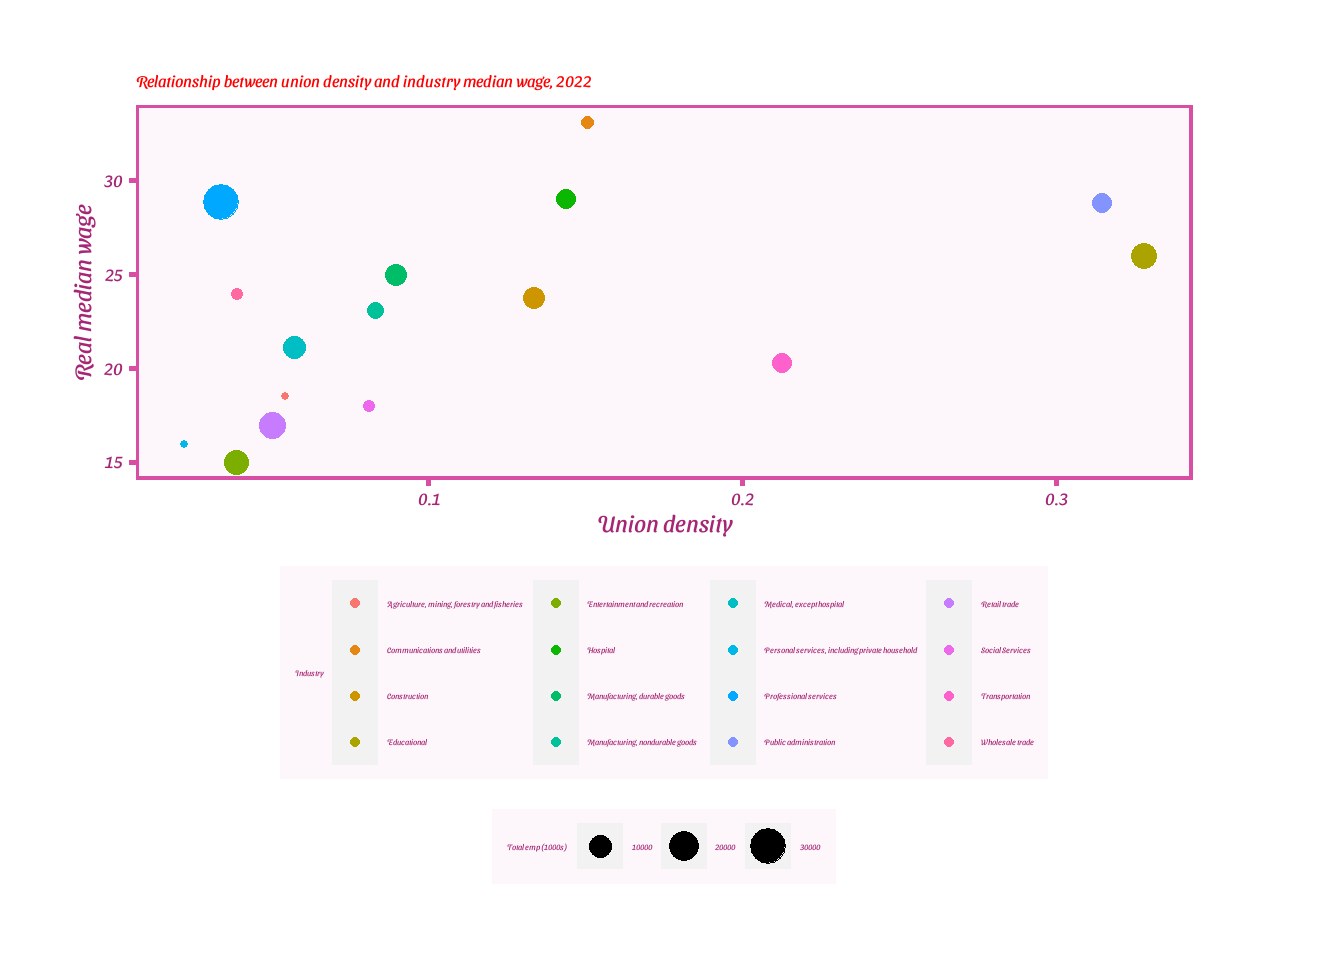 Relationship between union density and industry median wage, 2022
Real median wage
30
25
20
15
0.1 0.2 0.3
Union density
Industry
Agriculture, mining, forestry and fisheries
Communications and utilities
Construction
Educational
Entertainment and recreation
Hospital
Manufacturing, durable goods
Manufacturing, nondurable goods
Medical, except hospital
Personal services, including private household
Professional services
Public administration
Retail trade
Social Services
Transportation
Wholesale trade
Total emp (1000s) 10000 20000 30000